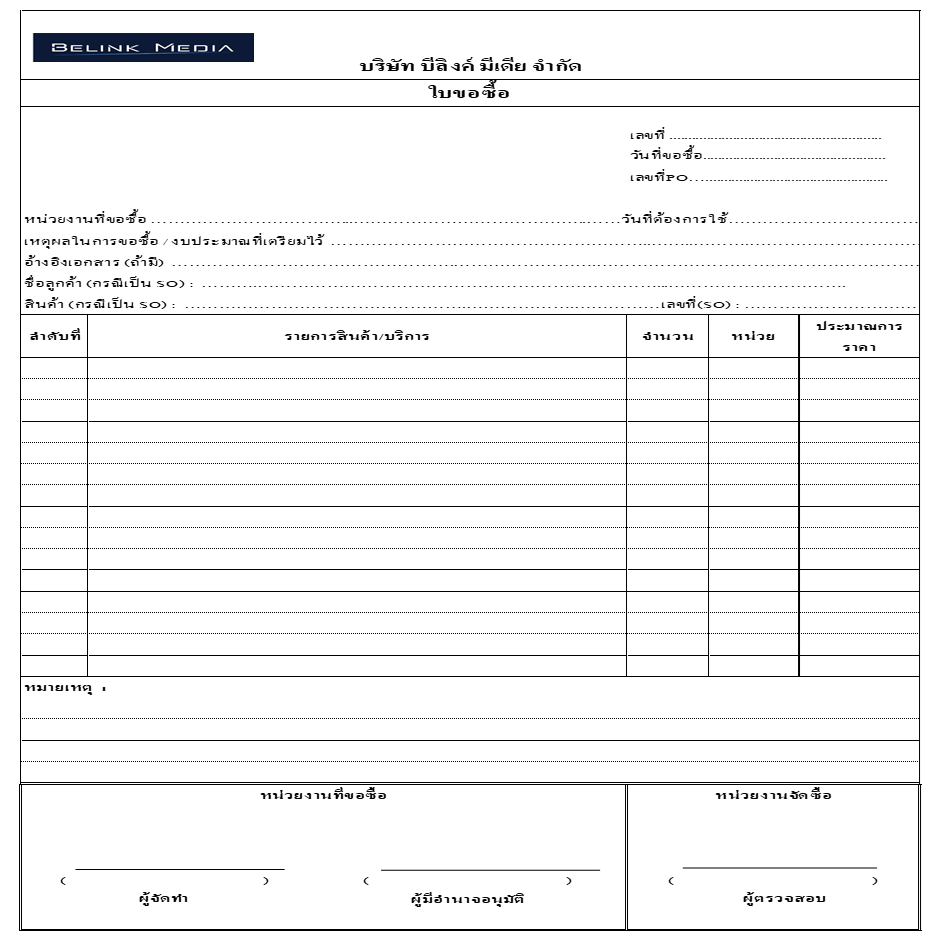 BELINK MEDIA
บริษัท บีลิงค์ มีเดีย จำกัด
ใบขอซื้อ
เลขที่ ........................................................
วันที่ขอซื้อ................................................
เลขที่PO...................................................
หน่วยงานที่ขอซื้อ ........................................................วันที่ต้องการใช้........................................
เหตุผลในการขอซื้อ / งบประมาณที่เตรียมไว้ ........................................................
อ้างอิงเอกสาร (ถ้ามี) ........................................................
ชื่อลูกค้า (กรณีเป็น SO) : ........................................................
สินค้า (กรณีเป็น SO) : ........................................................เลขที่(SO) : ........................................
ลำดับที่ รายการสินค้า/บริการ จำนวน หน่วย ประมาณการ
ราคา
หมายเหตุ :
หน่วยงานที่ขอซื้อ หน่วยงานจัดซื้อ
( ) ( ) ( )
ผู้จัดทำ ผู้มีอำนาจอนุมัติ ผู้ตรวจสอบ